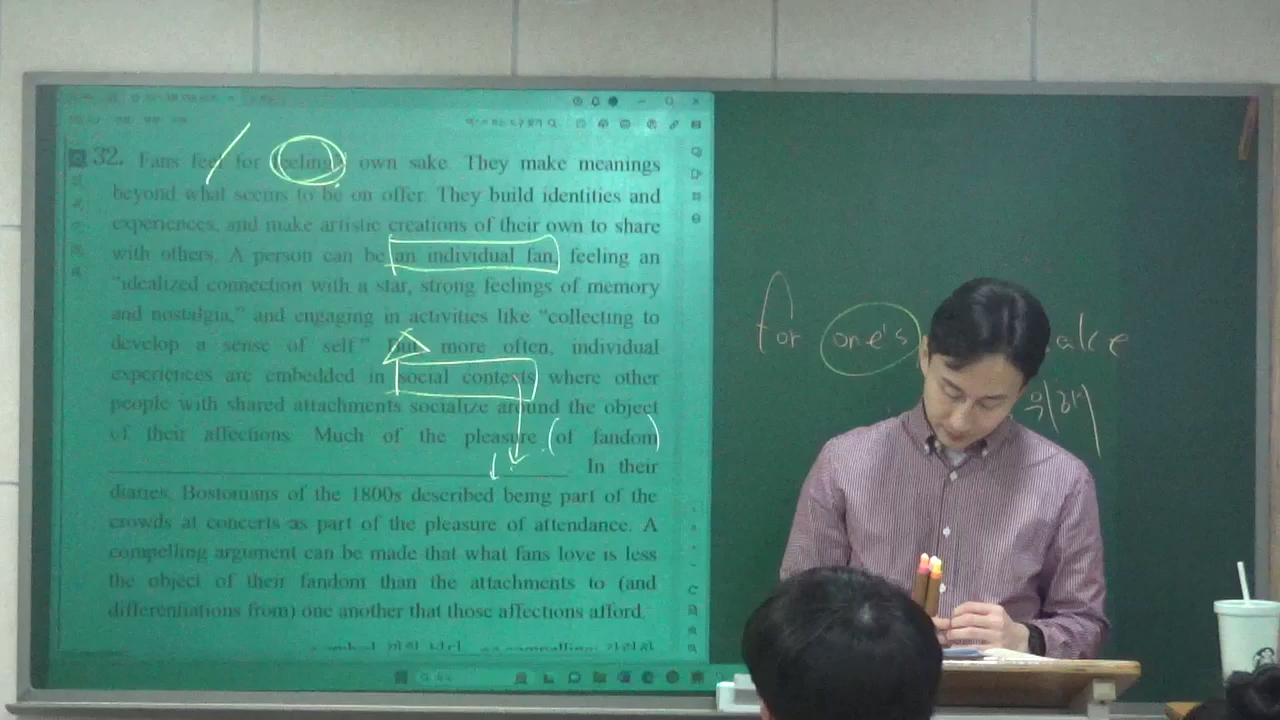 32. Fans feel for feeling's own sake. They make meanings
beyond what seems to be on offer. They build identities and
experiences, and make artistic creations of their own to share
with others. A person can be an individual fan, feeling an
"idealized connection with a star, strong feelings of memory
and nostalgia," and engaging in activities like "collecting to
develop a sense of self." But, more often, individual
experiences are embedded in social contexts where other
people with shared attachments socialize around the object
of their affections. Much of the pleasure (of fandom)
In their
diaries, Bostonians of the 1800s described being part of the
crowds at concerts as part of the pleasure of attendance. A
compelling argument can be made that what fans love is less
the object of their fandom than the attachments to (and
differentiations from) one another that those affections afford.
for one's
위해